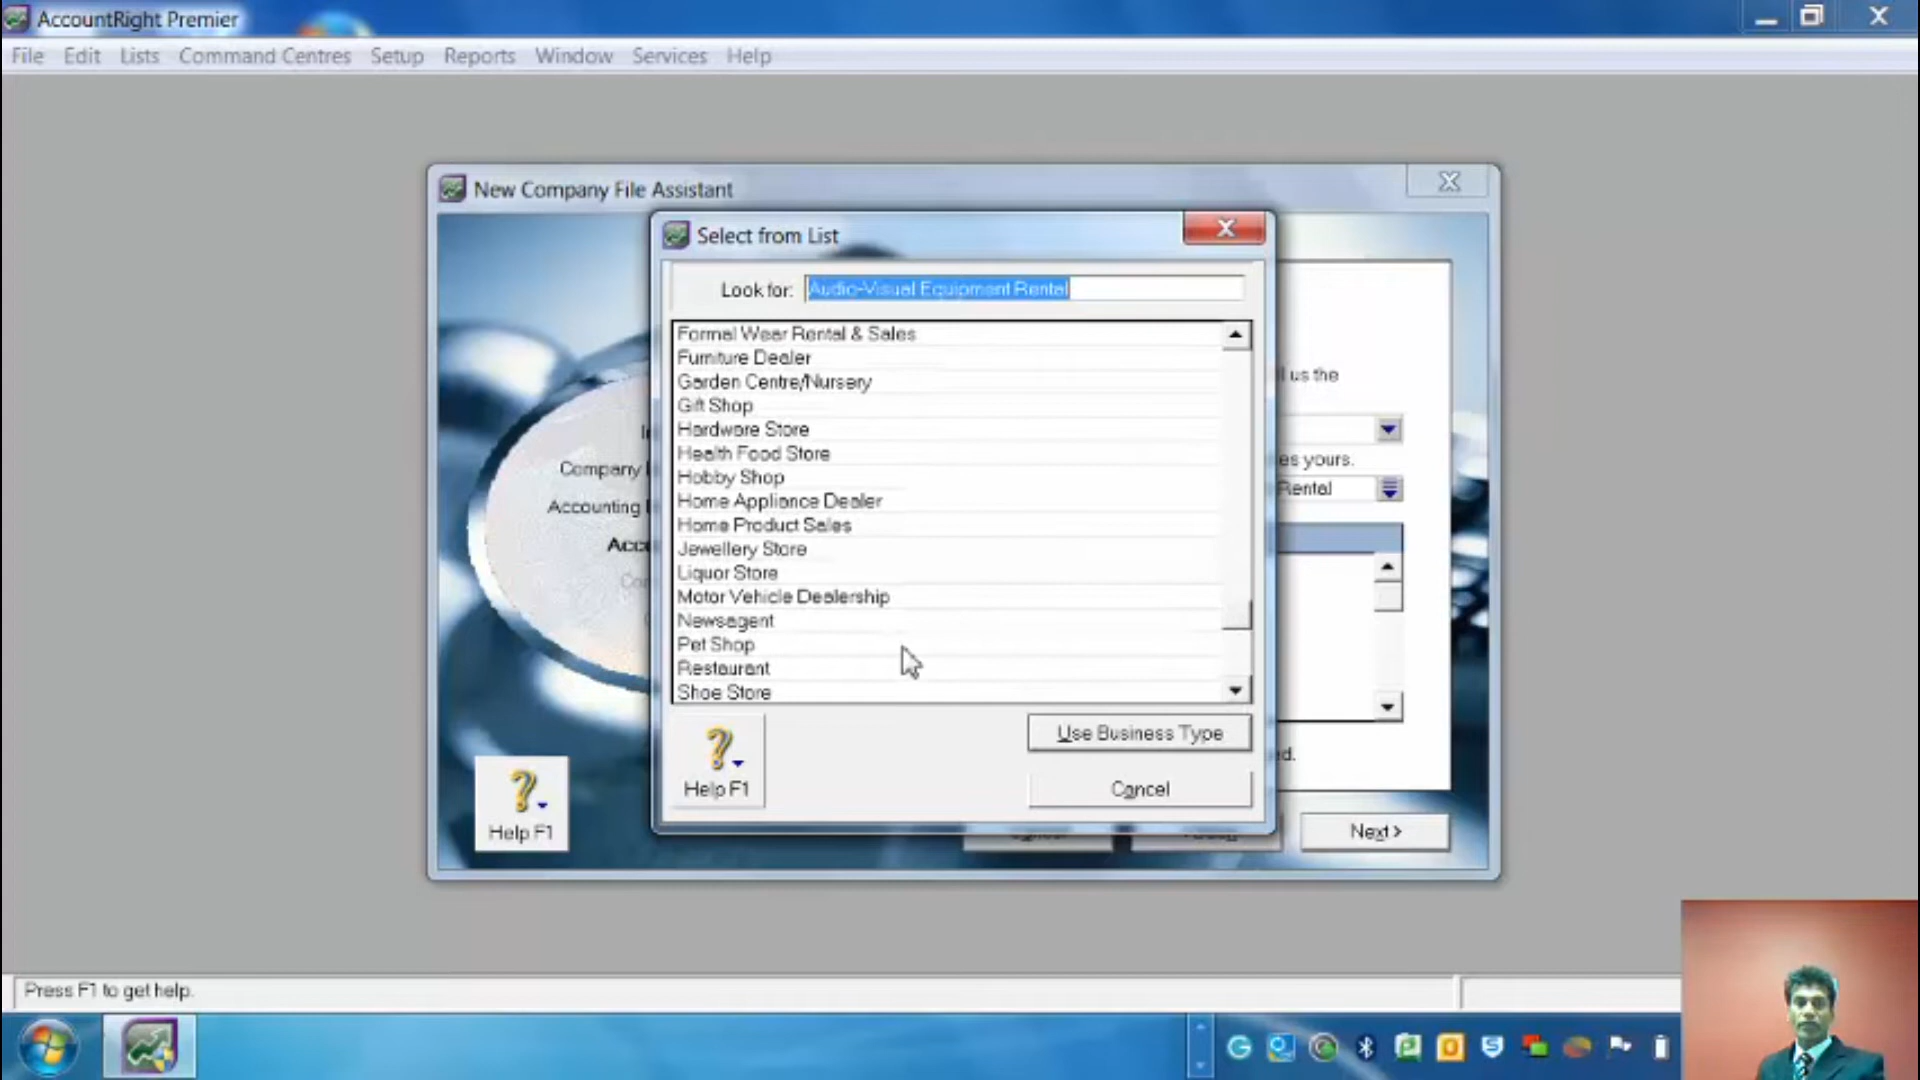 AccountRight Premier
File Edit Lists Command Centres Setup Reports Window Services Help
New Company File Assistant
Select from List
Look for: Audio-Visual Equipment Rental
Formal Wear Rental & Sales
Furniture Dealer
Garden Centre/Nursery
Gift Shop
Hardware Store
Health Food Store
Hobby Shop
Home Appliance Dealer
Home Product Sales
Jewellery Store
Liquor Store
Motor Vehicle Dealership
Newsagent
Pet Shop
Restaurant
Shoe Store
Use Business Type
Cancel
Help F1
us the
es yours.
Rental
ed.
Company
Accounting
Acco
Help F1
Next>
Press F1 to get help.